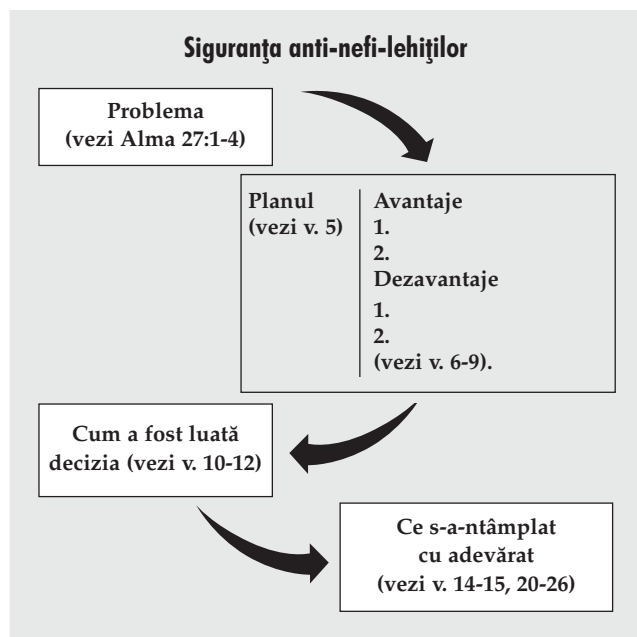 Siguranţa anti-nefi-lehiţilor
Problema
(vezi Alma 27:1-4)
Planul
(vezi v. 5)
Avantaje
1.
2.
Dezavantaje
1.
2.
(vezi v. 6-9).
Cum a fost luată
decizia (vezi v. 10-12)
Ce s-a-ntâmplat
cu adevărat
(vezi v. 14-15, 20-26)